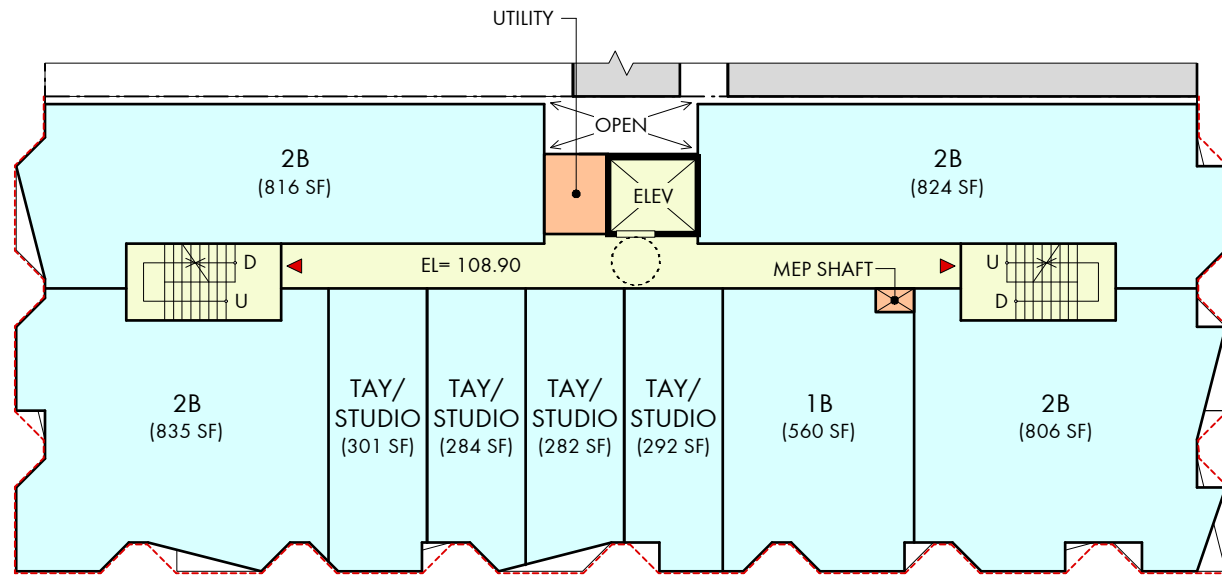 UTILITY
OPEN
2B
(816 SF)
2B
(824 SF)
ELEV
D
U
EL= 108.90
MEP SHAFT
U
D
2B
(835 SF)
TAY/
STUDIO
(301 SF)
TAY/
STUDIO
(284 SF)
TAY/
STUDIO
(282 SF)
TAY/
STUDIO
(292 SF)
1B
(560 SF)
2B
(806 SF)